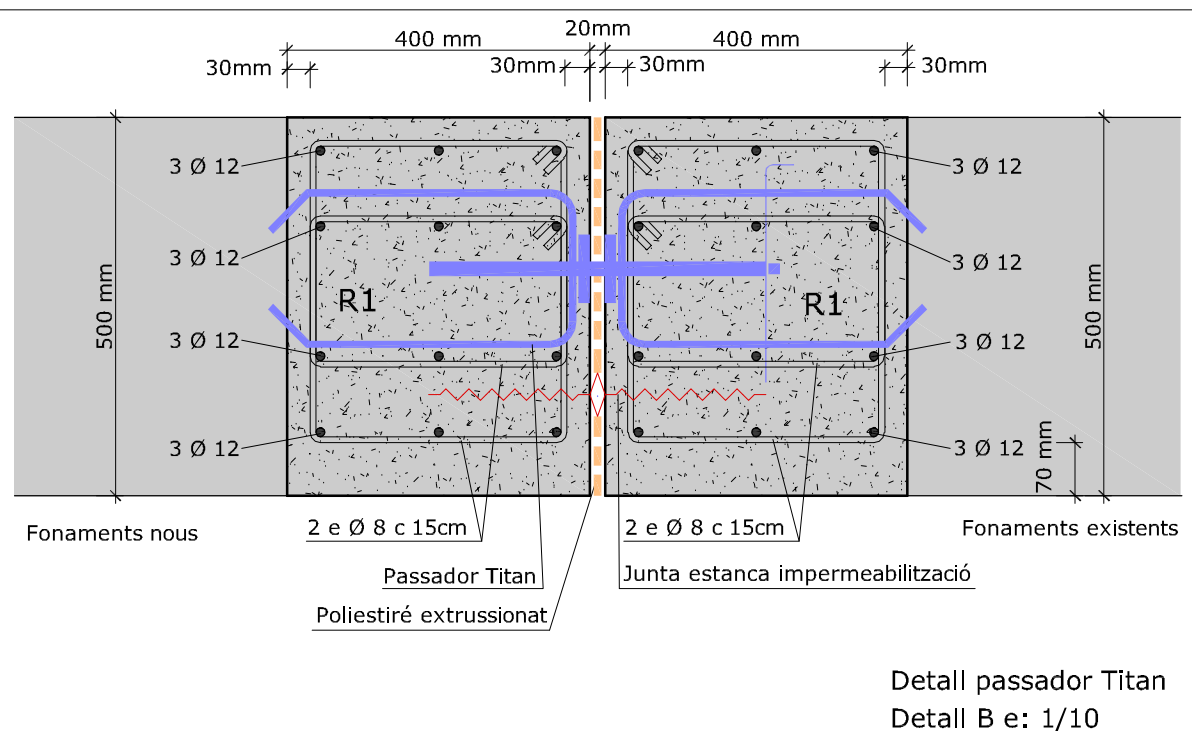 20mm
400 mm
400 mm
30mm
30mm
30mm
30mm
3 Ø 12
3 Ø 12
3 Ø 12
3 Ø 12
R1
R1
500 mm
500 mm
3 Ø 12
3 Ø 12
3 Ø 12
3 Ø 12
70 mm
Fonaments nous
2 e Ø 8 c 15cm
2 e Ø 8 c 15cm
Fonaments existents
Passador Titan
Junta estanca impermeabilització
Poliestiré extrussionat
Detall passador Titan
Detall B e: 1/10